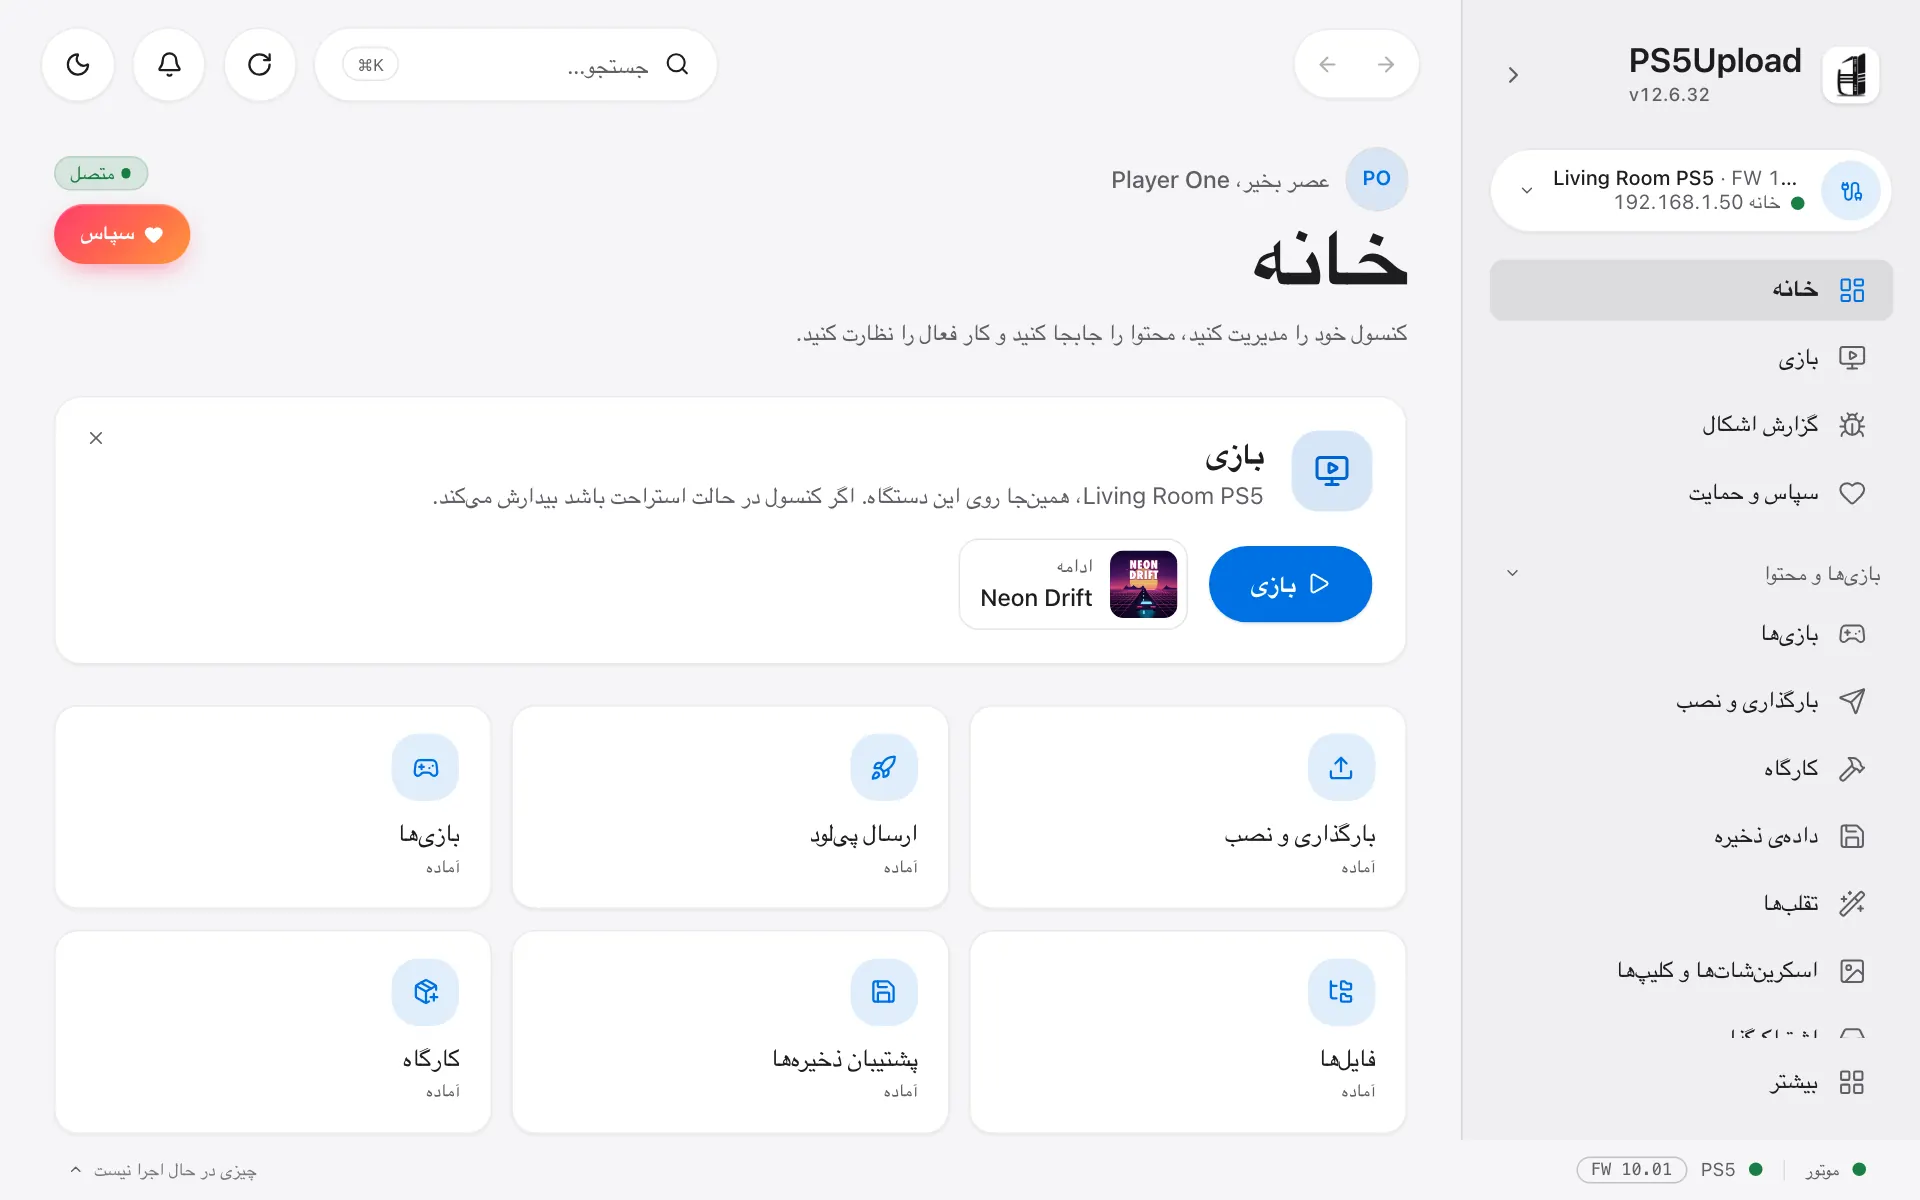 PS5Upload
v12.6.32
Living Room PS5 · FW 1...
خانه 192.168.1.50
خانه
بازی
گزارش اشکال
سپاس و حمایت
بازی‌ها و محتوا
بازی‌ها
بارگذاری و نصب
کارگاه
داده‌ی ذخیره
تقلب‌ها
اسکرین‌شات‌ها و کلیپ‌ها
بیشتر
جستجو...
⌘K
PO
عصر بخیر، Player One
متصل
سپاس
خانه
کنسول خود را مدیریت کنید، محتوا را جابجا کنید و کار فعال را نظارت کنید.
بازی
Living Room PS5، همین‌جا روی این دستگاه. اگر کنسول در حالت استراحت باشد بیدارش می‌کند.
بازی
NEON
DRIFT
ادامه
Neon Drift
بارگذاری و نصب
آماده
ارسال پی‌لود
آماده
بازی‌ها
آماده
فایل‌ها
آماده
پشتیبان ذخیره‌ها
آماده
کارگاه
آماده
موتور
PS5
FW 10.01
چیزی در حال اجرا نیست